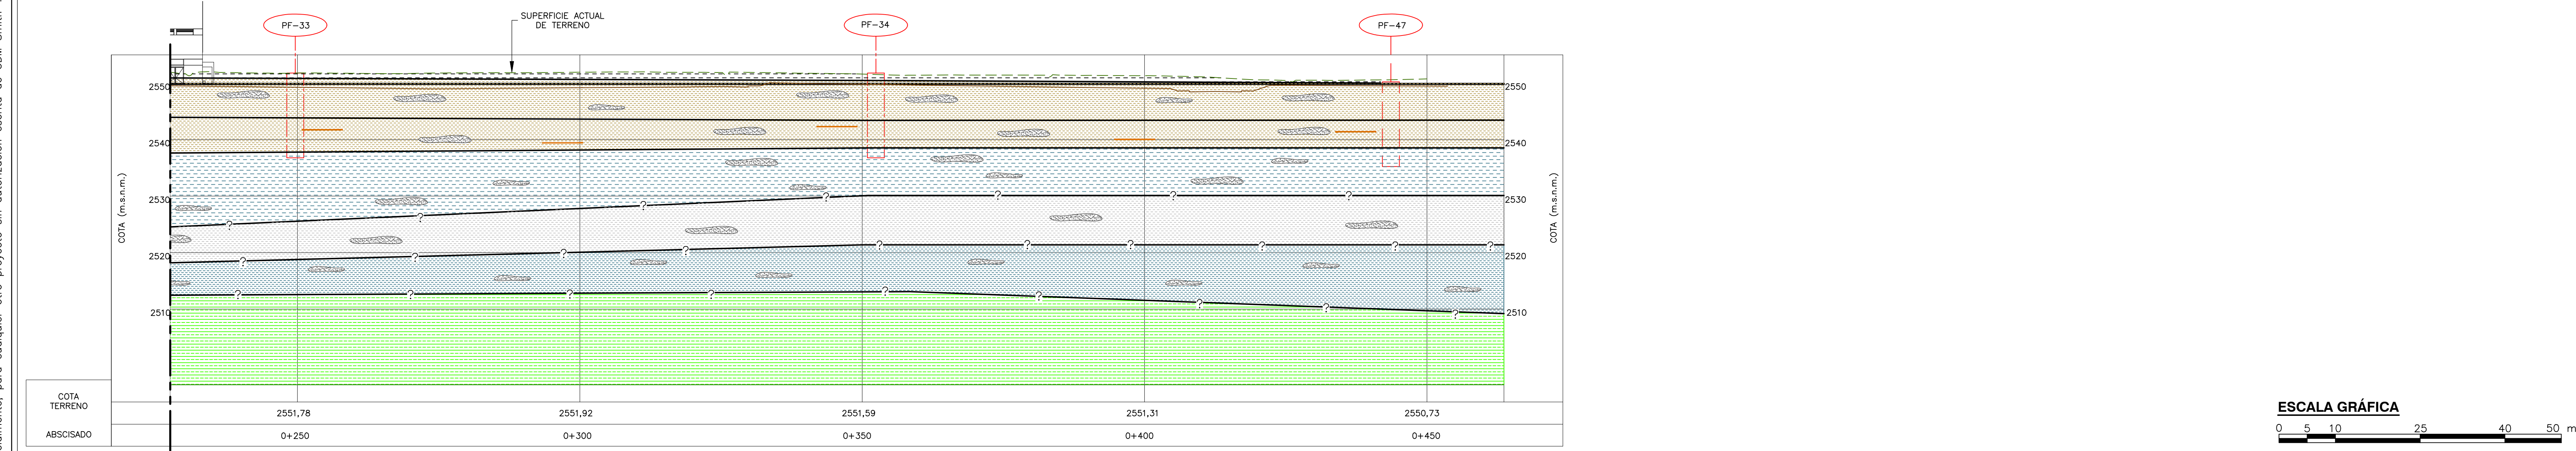 PF-33
SUPERFICIE ACTUAL
DE TERRENO
PF-34
PF-47
2550
2540
2530
2520
2510
COTA (m.s.n.m.)
2550
2540
2530
2520
2510
COTA (m.s.n.m.)
? ? ? ? ? ? ?
? ? ? ? ? ? ? ? ? ?
? ? ? ? ? ? ? ? ?
COTA
TERRENO
2551,78 2551,92 2551,59 2551,31 2550,73
ABSCISADO 0+250 0+300 0+350 0+400 0+450
ESCALA GRÁFICA
0 5 10 25 40 50 m